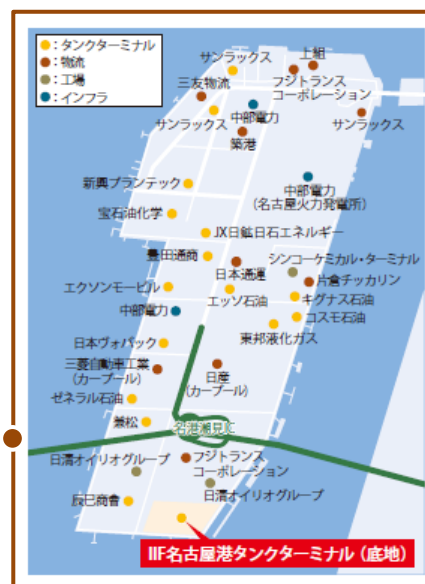 ●：タンクターミナル
●：物流
●：工場
●：インフラ
サンラックス
上組
三友物流
フジトランス
コーポレーション
中部電力
サンラックス
サンラックス
築港
新興プランテック
中部電力
(名古屋火力発電所)
宝石油化学
JX日鉱日石エネルギー
豊田通商
シンコーケミカル・ターミナル
日本通運
片倉チッカリン
エクソンモービル
エッソ石油
キグナス石油
中部電力
コスモ石油
東邦液化ガス
日本ヴォパック
三菱自動車工業
(カープール)
日産
(カープール)
ゼネラル石油
兼松
名港潮見IC
日清オイリオグループ
フジトランス
コーポレーション
日清オイリオグループ
辰巳商會
IIF名古屋港タンクターミナル（底地）